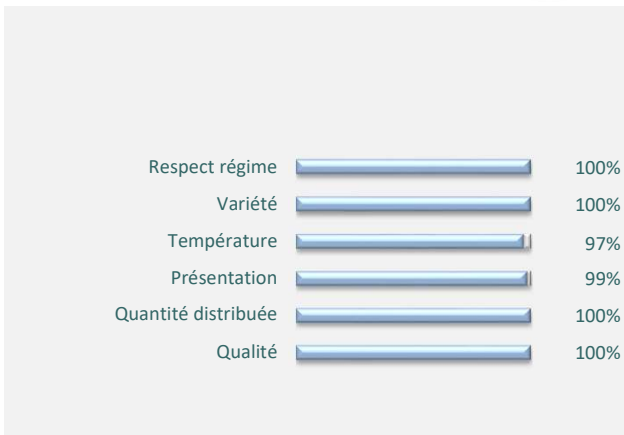 Respect régime 100%
Variété 100%
Température 97%
Présentation 99%
Quantité distribuée 100%
Qualité 100%